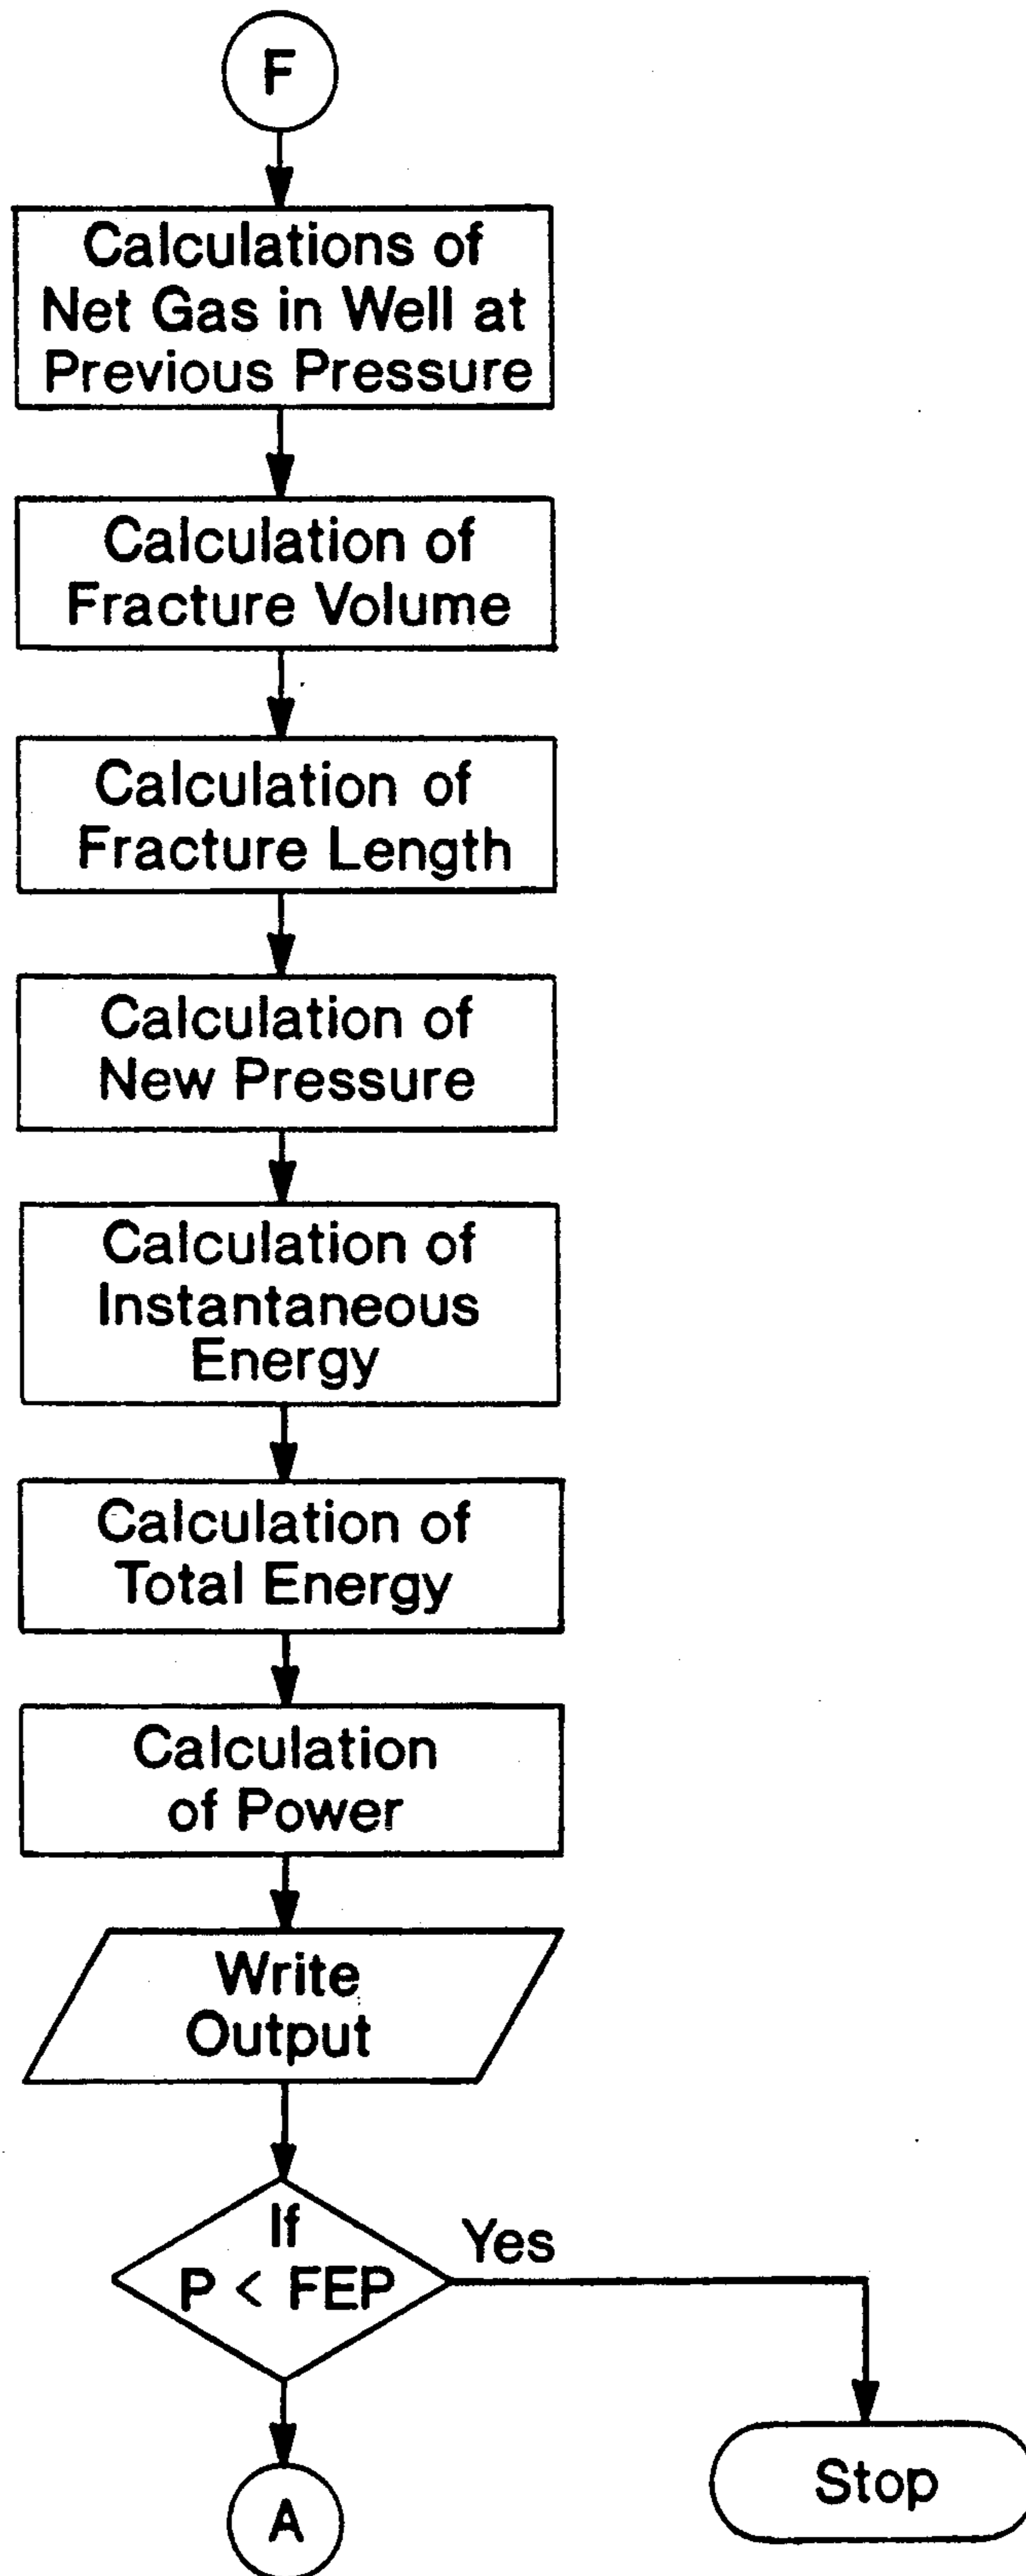 F
Calculations of
Net Gas in Well at
Previous Pressure
Calculation of
Fracture Volume
Calculation of
Fracture Length
Calculation of
New Pressure
Calculation of
Instantaneous
Energy
Calculation of
Total Energy
Calculation
of Power
Write
Output
If
P < FEP
Yes
Stop
A